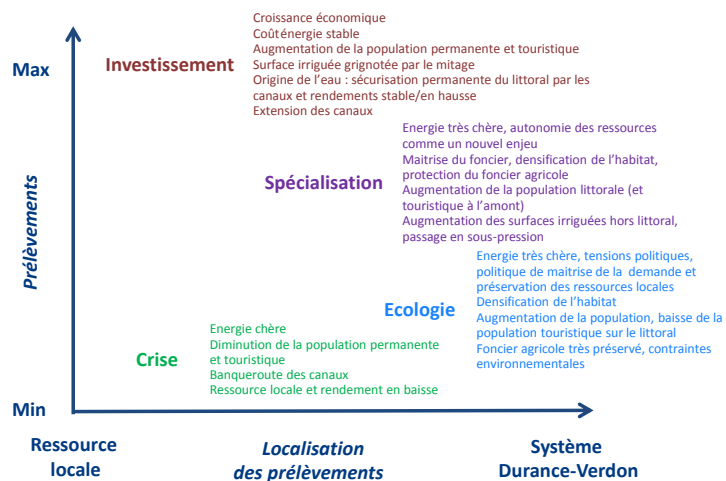 Croissance économique
Coût énergie stable
Augmentation de la population permanente et touristique
Surface irriguée grignotée par le mitage
Origine de l'eau : sécurisation permanente du littoral par les
canaux et rendements stable/en hausse
Extension des canaux
Max
Investissement
Energie très chère, autonomie des ressources
comme un nouvel enjeu
Maitrise du foncier, densification de l'habitat,
protection du foncier agricole
Augmentation de la population littorale (et
touristique à l'amont)
Augmentation des surfaces irriguées hors littoral,
passage en sous-pression
Spécialisation
Prélèvements
Energie très chère, tensions politiques,
politique de maitrise de la demande et
préservation des ressources locales
Densification de l'habitat
Augmentation de la population, baisse de la
population touristique sur le littoral
Foncier agricole très préservé, contraintes
environnementales
Ecologie
Energie chère
Diminution de la population permanente
et touristique
Banqueroute des canaux
Ressource locale et rendement en baisse
Crise
Min
Ressource
locale
Localisation
des prélèvements
Système
Durance-Verdon